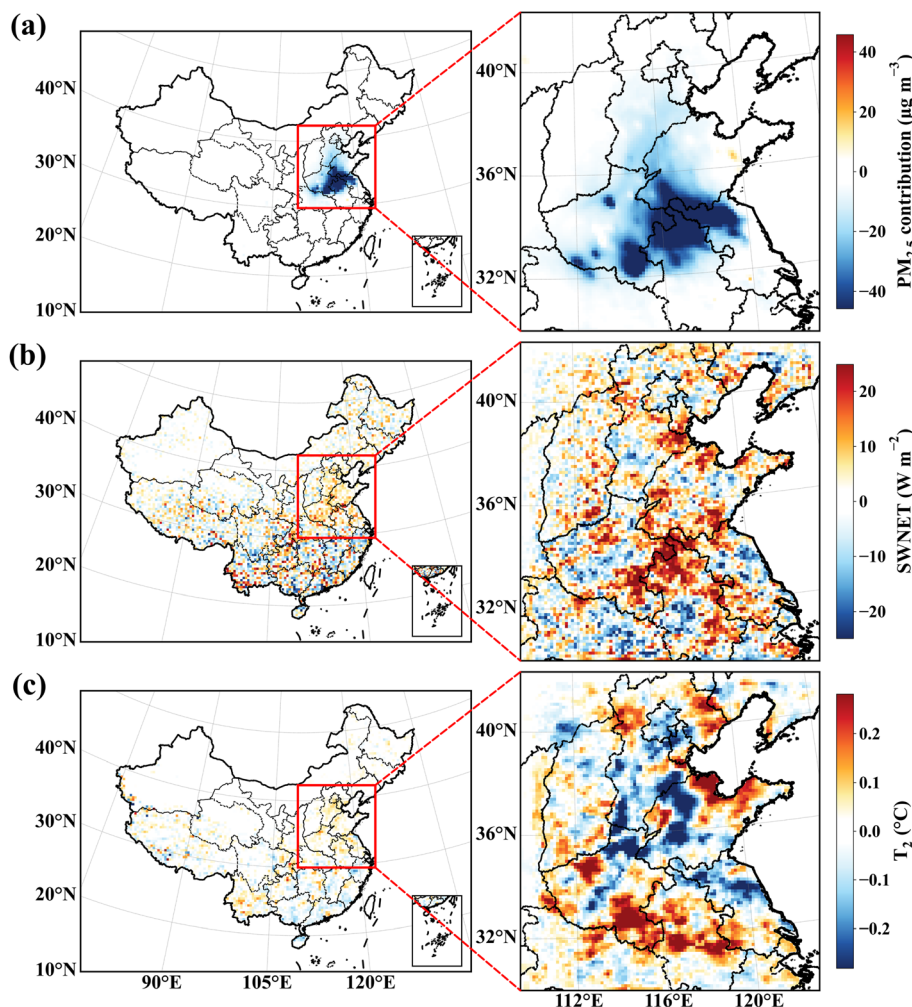 (a)
40°N
30°N
20°N
10°N
40°N
36°N
32°N
40
20
0
−20
−40
PM2.5 contribution (μg m−3)
(b)
40°N
30°N
20°N
10°N
40°N
36°N
32°N
20
10
0
−10
−20
SWNET (W m−2)
(c)
40°N
30°N
20°N
10°N
90°E
105°E
120°E
40°N
36°N
32°N
112°E
116°E
120°E
0.2
0.1
0.0
−0.1
−0.2
T2 (°C)